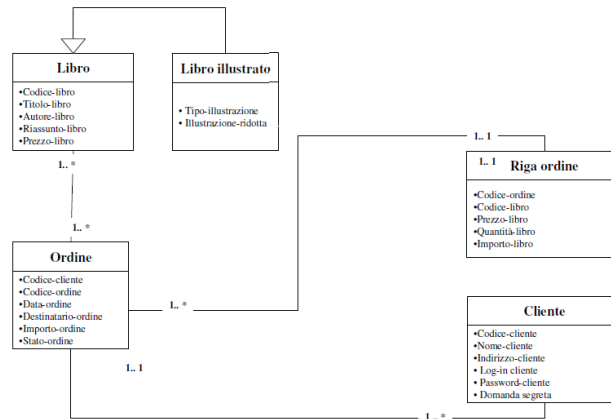 Libro
•Codice-libro
•Titolo-libro
•Autore-libro
•Riassunto-libro
•Prezzo-libro
Libro illustrato
• Tipo-illustrazione
• Illustrazione-ridotta
1.. *
1.. *
1.. 1
1.. 1
Riga ordine
•Codice-ordine
•Codice-libro
•Prezzo-libro
•Quantità-libro
•Importo-libro
Ordine
•Codice-cliente
•Codice-ordine
•Data-ordine
•Destinatario-ordine
•Importo-ordine
•Stato-ordine
1.. *
1.. 1
Cliente
•Codice-cliente
•Nome-cliente
•Indirizzo-cliente
• Log-in cliente
• Password-cliente
• Domanda segreta
1.. *